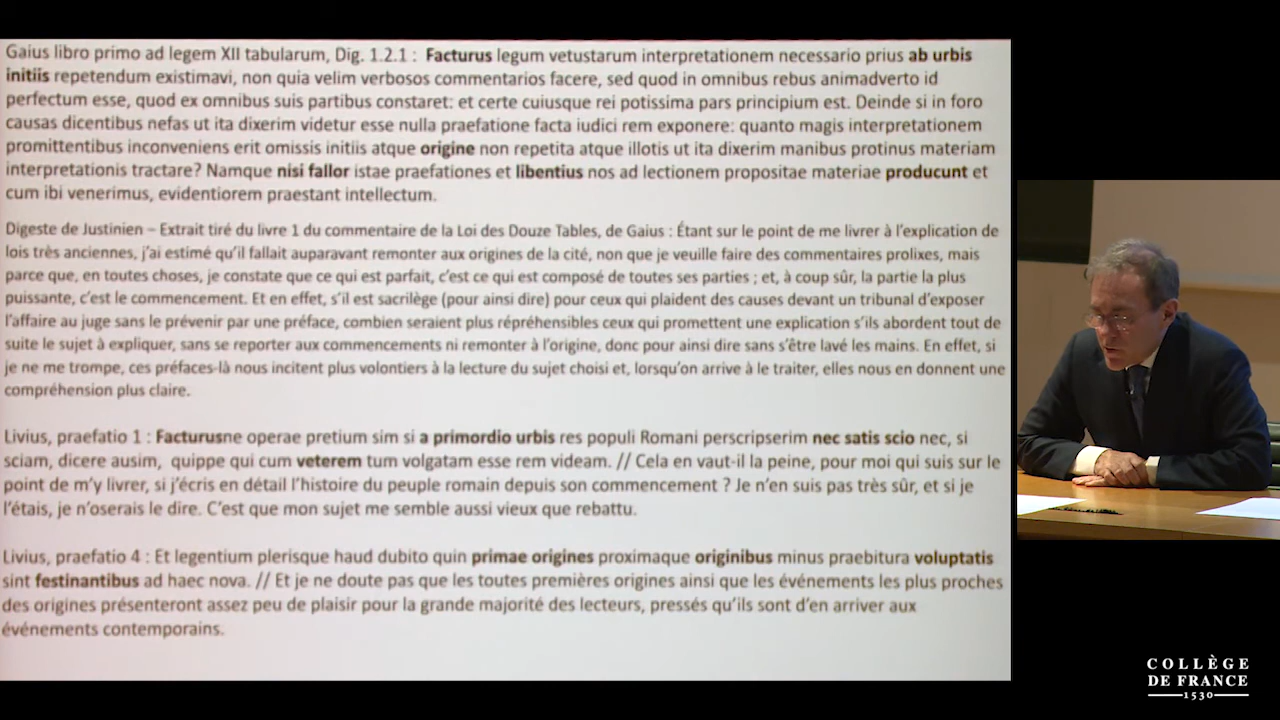 Gaius libro primo ad legem XII tabularum, Dig. 1.2.1 : Facturus legum vetustarum interpretationem necessario prius ab urbis
initiis repetendum existimavi, non quia velim verbosos commentarios facere, sed quod in omnibus rebus animadverto id
perfectum esse, quod ex omnibus suis partibus constaret: et certe cuiusque rei potissima pars principium est. Deinde si in foro
causas dicentibus nefas ut ita dixerim videtur esse nulla praefatione facta iudici rem exponere: quanto magis interpretationem
promittentibus inconveniens erit omissis initiis atque origine non repetita atque illotis ut ita dixerim manibus protinus materiam
interpretationis tractare? Namque nisi fallor istae praefationes et libentius nos ad lectionem propositae materiae producunt et
cum ibi venerimus, evidentiorem praestant intellectum.
Digeste de Justinien – Extrait tiré du livre 1 du commentaire de la Loi des Douze Tables, de Gaius : Étant sur le point de me livrer à l'explication de
lois très anciennes, j'ai estimé qu'il fallait auparavant remonter aux origines de la cité, non que je veuille faire des commentaires prolixes, mais
parce que, en toutes choses, je constate que ce qui est parfait, c'est ce qui est composé de toutes ses parties ; et, à coup sûr, la partie la plus
puissante, c'est le commencement. Et en effet, s'il est sacrilège (pour ainsi dire) pour ceux qui plaident des causes devant un tribunal d'exposer
l'affaire au juge sans le prévenir par une préface, combien seraient plus répréhensibles ceux qui promettent une explication s'ils abordent tout de
suite le sujet à expliquer, sans se reporter aux commencements ni remonter à l'origine, donc pour ainsi dire sans s'être lavé les mains. En effet, si
je ne me trompe, ces préfaces-là nous incitent plus volontiers à la lecture du sujet choisi et, lorsqu'on arrive à le traiter, elles nous en donnent une
compréhension plus claire.
Livius, praefatio 1 : Facturusne operae pretium sim si a primordio urbis res populi Romani perscripserim nec satis scio nec, si
sciam, dicere ausim, quippe qui cum veterem tum volgatam esse rem videam. // Cela en vaut-il la peine, pour moi qui suis sur le
point de m'y livrer, si j'écris en détail l'histoire du peuple romain depuis son commencement ? Je n'en suis pas très sûr, et si je
l'étais, je n'oserais le dire. C'est que mon sujet me semble aussi vieux que rebattu.
Livius, praefatio 4 : Et legentium plerisque haud dubito quin primae origines proximaque originibus minus praebitura voluptatis
sint festinantibus ad haec nova. // Et je ne doute pas que les toutes premières origines ainsi que les événements les plus proches
des origines présenteront assez peu de plaisir pour la grande majorité des lecteurs, pressés qu'ils sont d'en arriver aux
événements contemporains.
COLLÈGE
DE FRANCE
1530